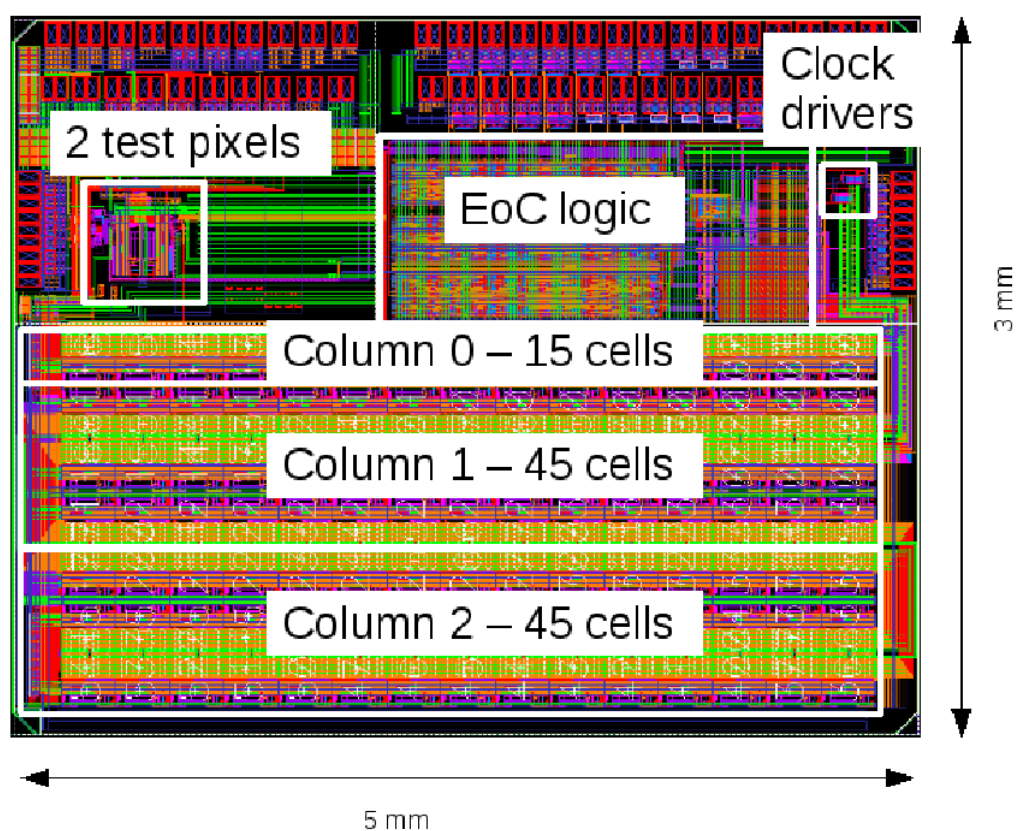 Clock
drivers
2 test pixels
EoC logic
Column 0 – 15 cells
Column 1 – 45 cells
Column 2 – 45 cells
3 mm
5 mm